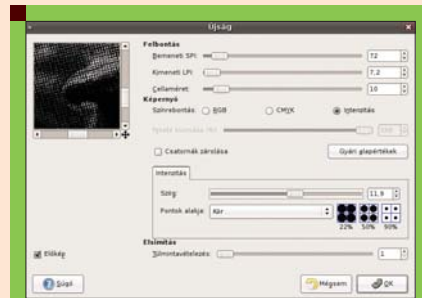 Újság
Felbontás
Bemeneti SPI: 72
Kimeneti LPI: 7,2
Cellaméret: 10
Képernyő
Színrebontás: RGB CMYK Intenzitás
Csatornák zárolása Gyári alapértékek
Intenzitás
Szög: 11,9
Pontok alakja: Kör
22% 50% 90%
Elsimítás
Előkép
Túlmintavételezés: 1
Súgó Mégsem OK